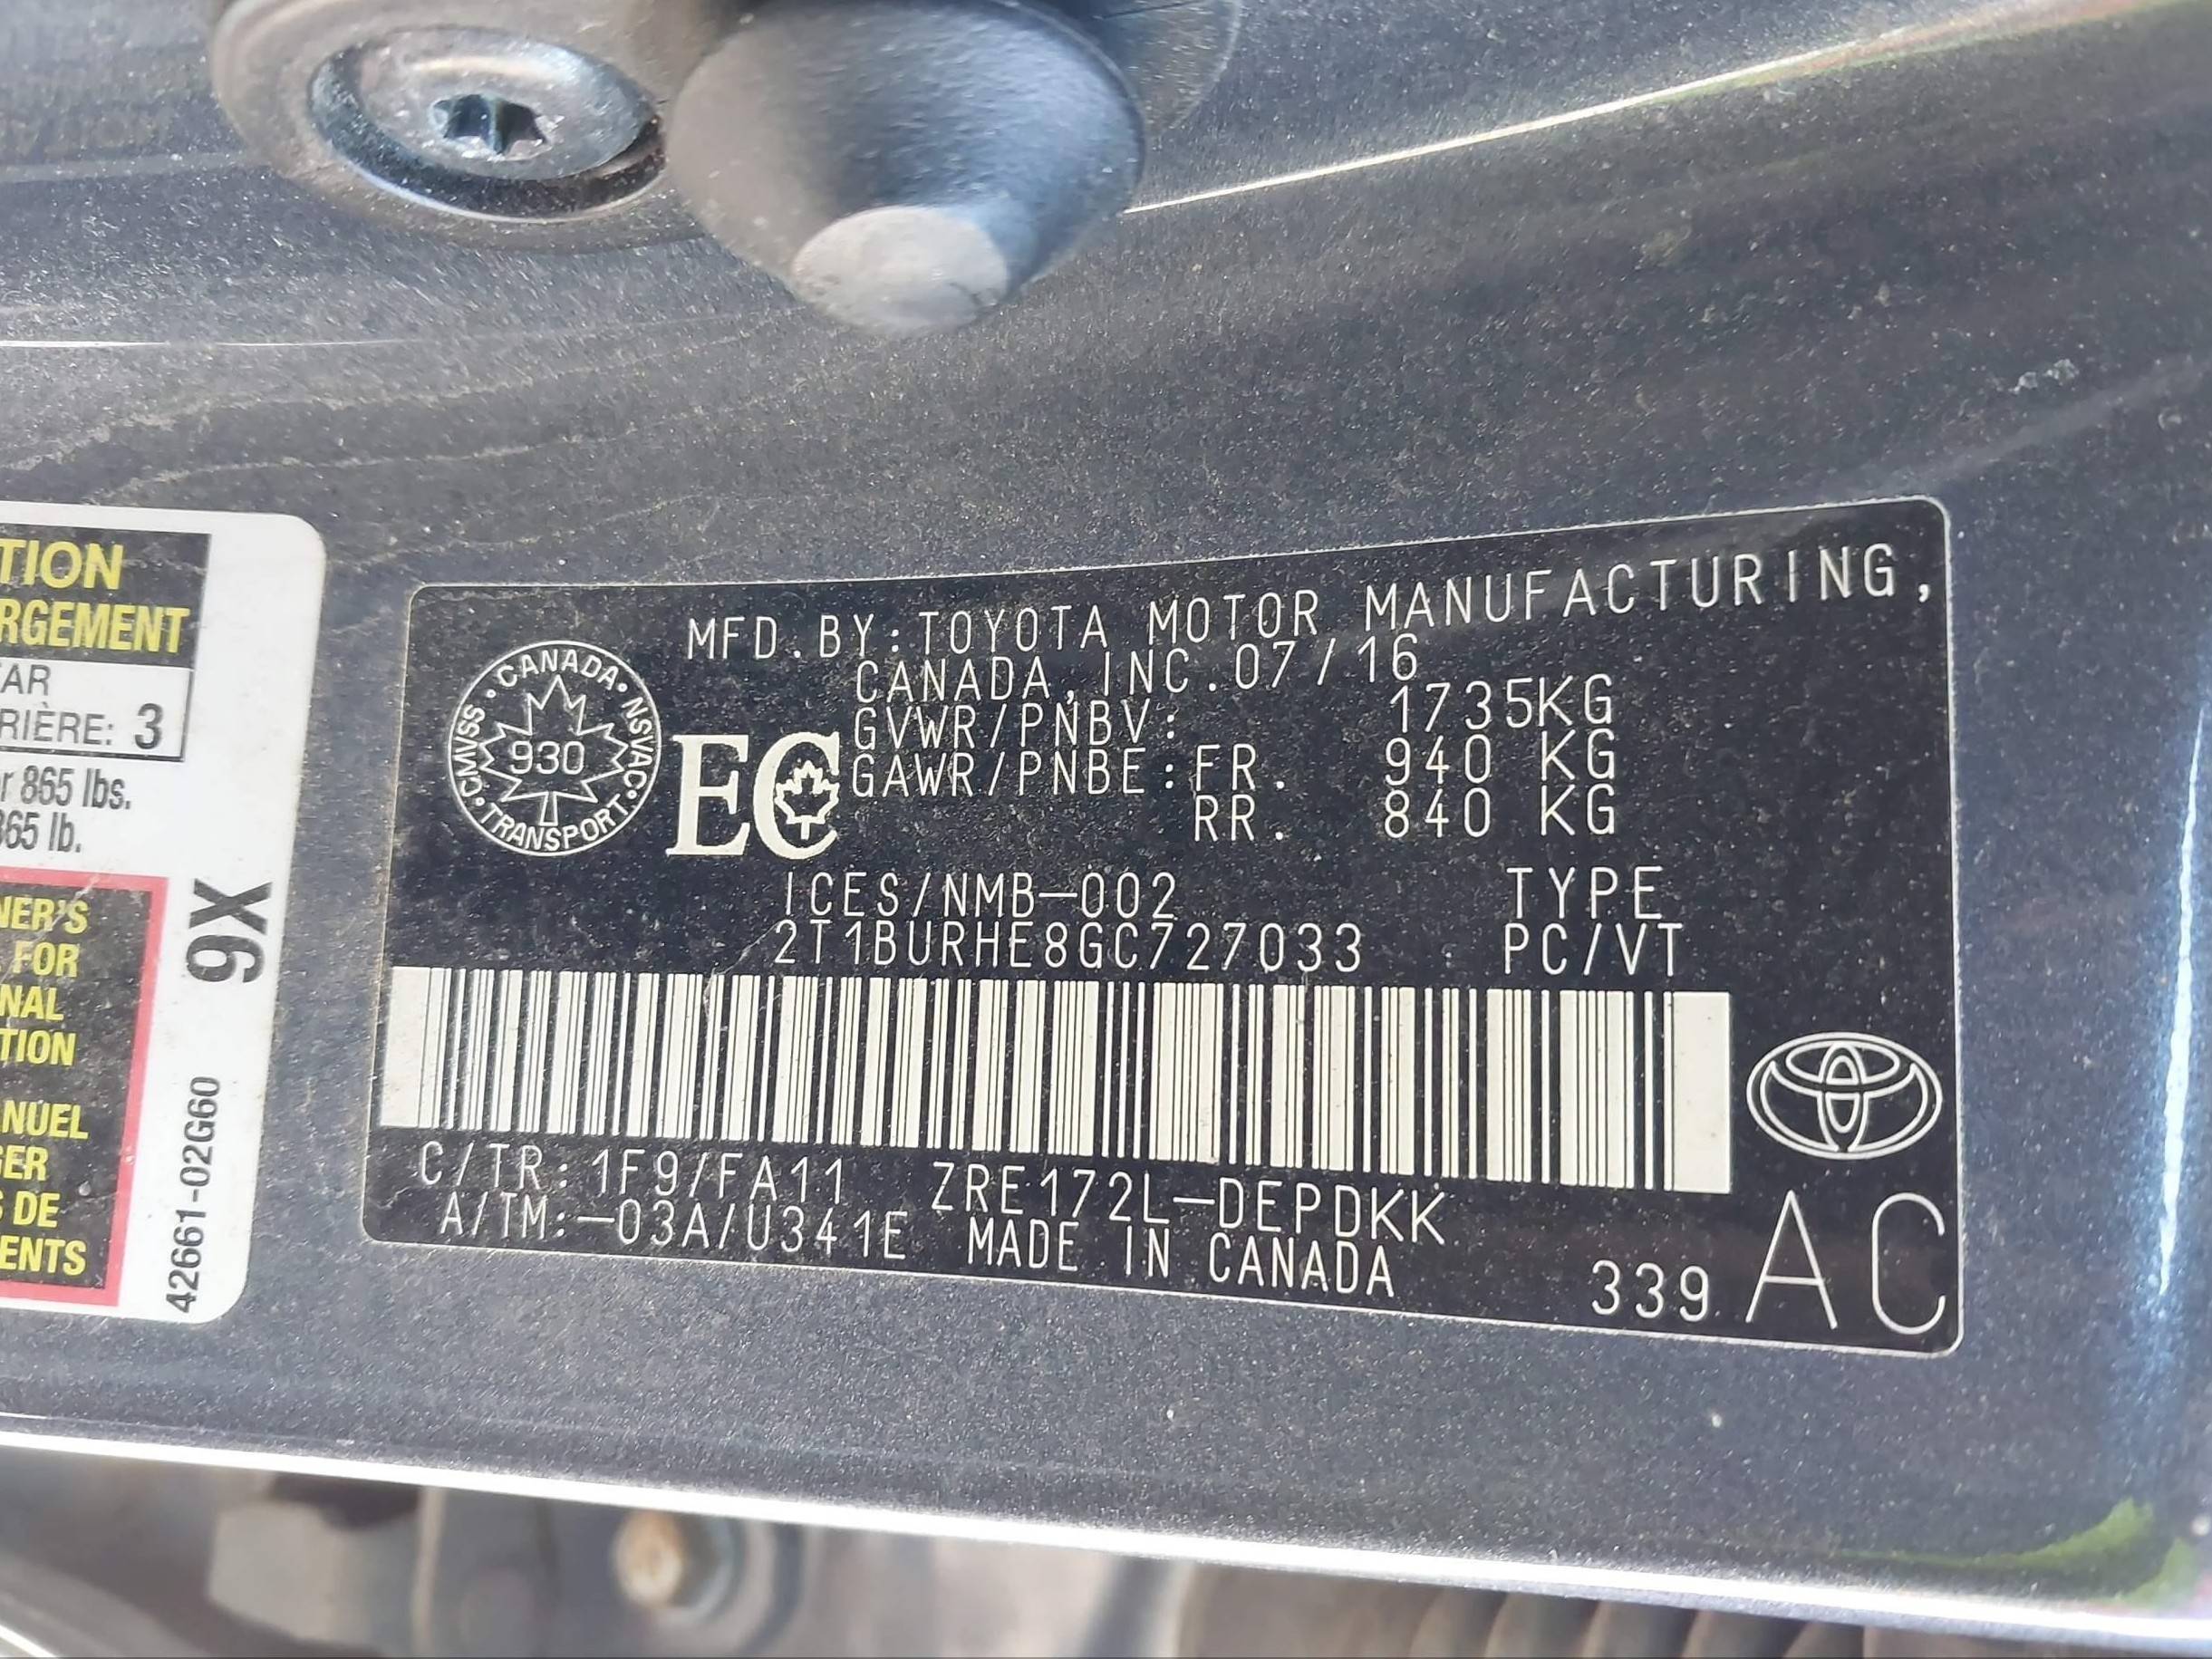 TION
RGEMENT
AR
RIÈRE: 3
r 865 lbs.
865 lb.
NER'S
FOR
NAL
TION
ANUEL
GER
S DE
ENTS
9X
42661-02G60
CANADA · NSVAC · TRANSPORT · CMVSS ·
930
EC
MFD.BY:TOYOTA MOTOR MANUFACTURING,
CANADA,INC.07/16
GVWR/PNBV: 1735KG
GAWR/PNBE:FR. 940 KG
RR. 840 KG
ICES/NMB-002 TYPE
2T1BURHE8GC727033 PC/VT
C/TR:1F9/FA11 ZRE172L-DEPDKK
A/TM:-03A/U341E MADE IN CANADA
339 AC